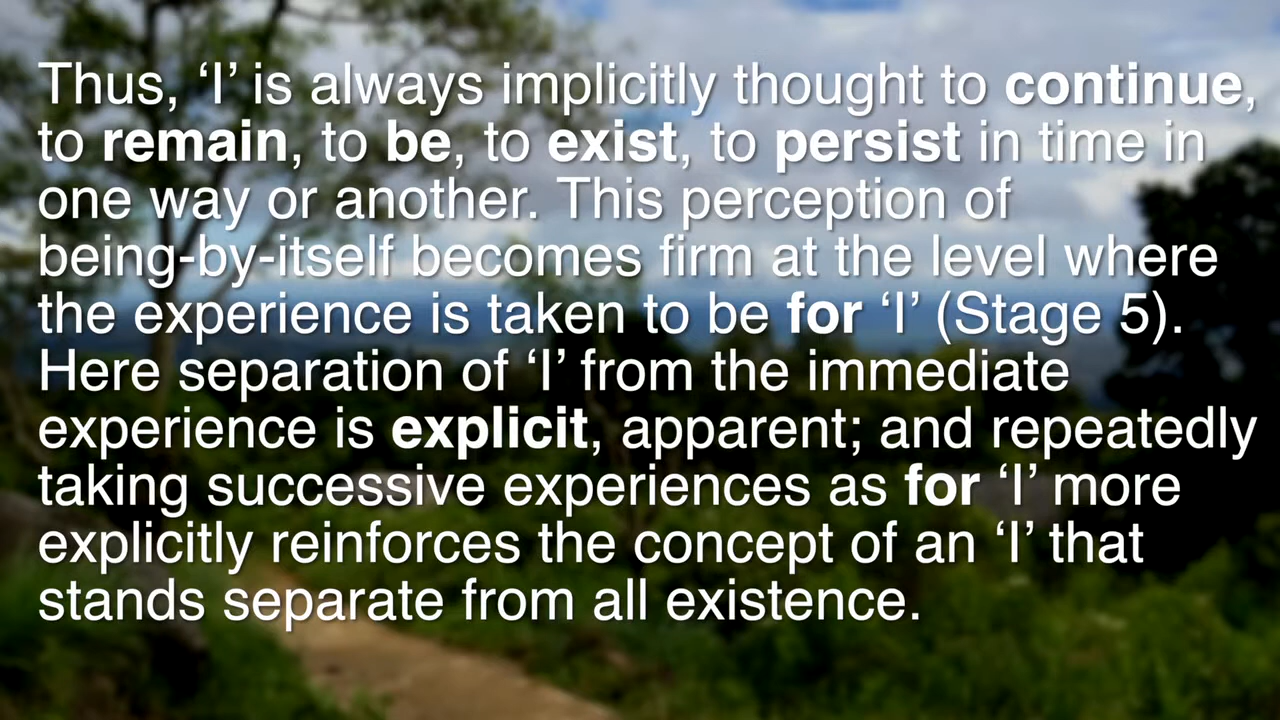 Thus, ‘I’ is always implicitly thought to continue,
to remain, to be, to exist, to persist in time in
one way or another. This perception of
being-by-itself becomes firm at the level where
the experience is taken to be for ‘I’ (Stage 5).
Here separation of ‘I’ from the immediate
experience is explicit, apparent; and repeatedly
taking successive experiences as for ‘I’ more
explicitly reinforces the concept of an ‘I’ that
stands separate from all existence.